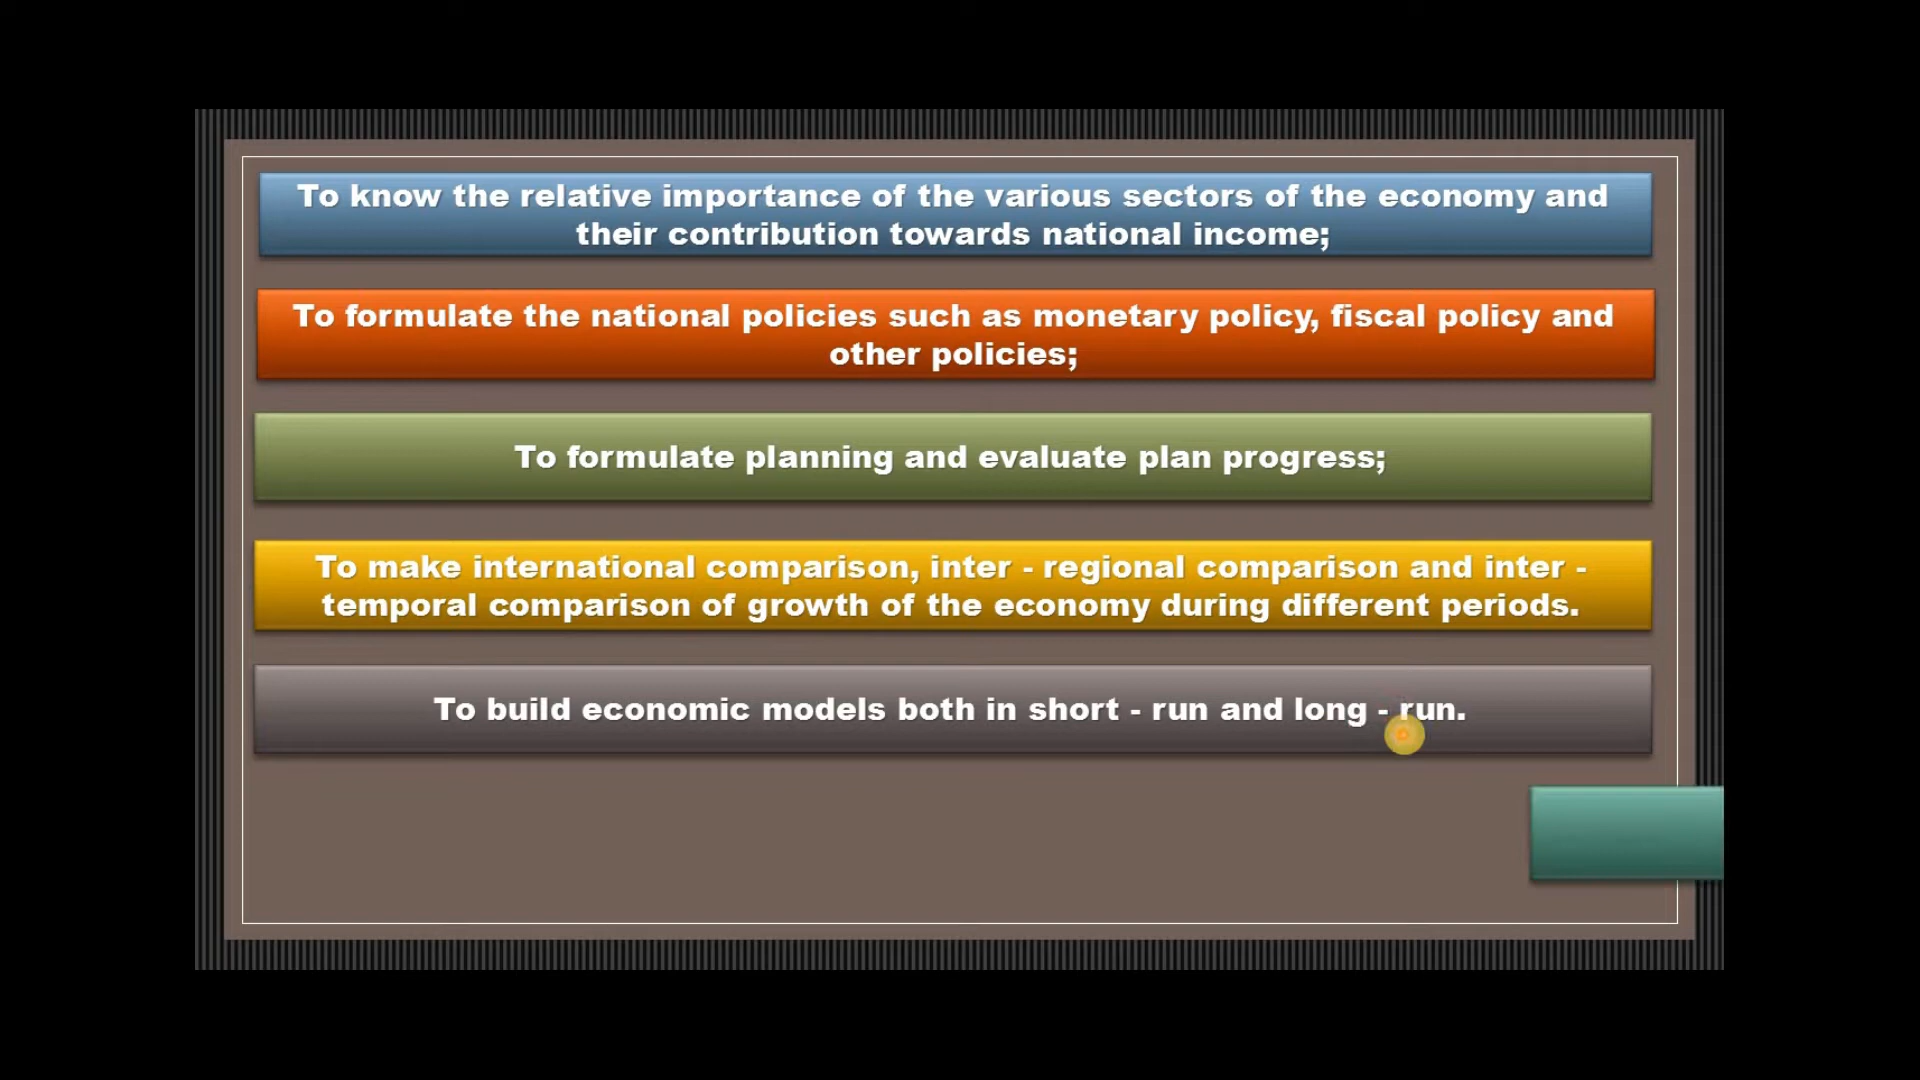 To know the relative importance of the various sectors of the economy and
their contribution towards national income;
To formulate the national policies such as monetary policy, fiscal policy and
other policies;
To formulate planning and evaluate plan progress;
To make international comparison, inter - regional comparison and inter -
temporal comparison of growth of the economy during different periods.
To build economic models both in short - run and long - run.